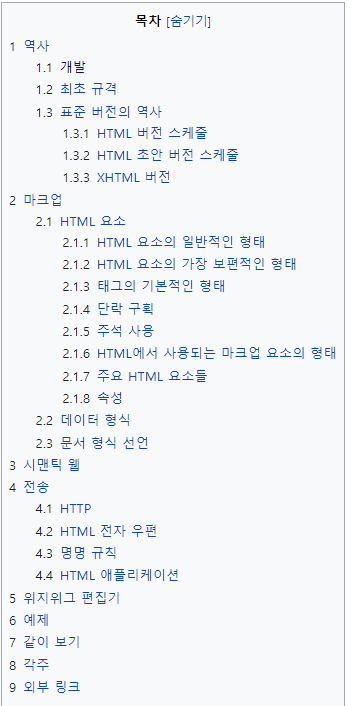 목차 [숨기기]
1 역사
1.1 개발
1.2 최초 규격
1.3 표준 버전의 역사
1.3.1 HTML 버전 스케줄
1.3.2 HTML 초안 버전 스케줄
1.3.3 XHTML 버전
2 마크업
2.1 HTML 요소
2.1.1 HTML 요소의 일반적인 형태
2.1.2 HTML 요소의 가장 보편적인 형태
2.1.3 태그의 기본적인 형태
2.1.4 단락 구획
2.1.5 주석 사용
2.1.6 HTML에서 사용되는 마크업 요소의 형태
2.1.7 주요 HTML 요소들
2.1.8 속성
2.2 데이터 형식
2.3 문서 형식 선언
3 시맨틱 웹
4 전송
4.1 HTTP
4.2 HTML 전자 우편
4.3 명명 규칙
4.4 HTML 애플리케이션
5 위지위그 편집기
6 예제
7 같이 보기
8 각주
9 외부 링크